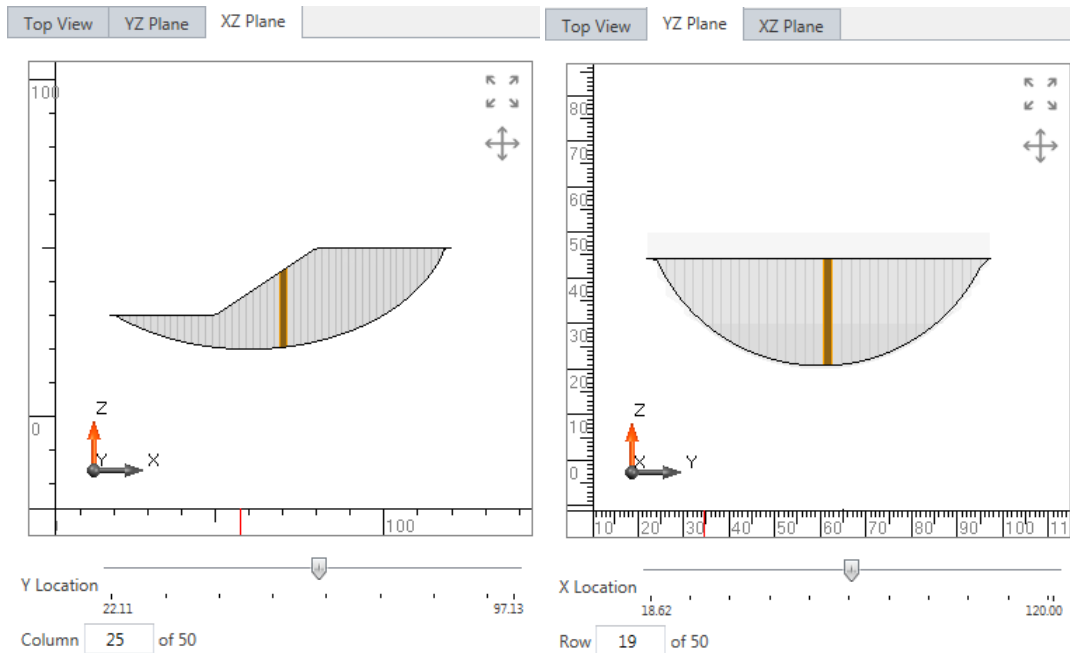 Top View YZ Plane XZ Plane
100
0
Z
Y X
100
Y Location
22.11 97.13
Column 25 of 50
Top View YZ Plane XZ Plane
80
70
60
50
40
30
20
10
0
Z
X Y
10 20 30 40 50 60 70 80 90 100 11
X Location
18.62 120.00
Row 19 of 50